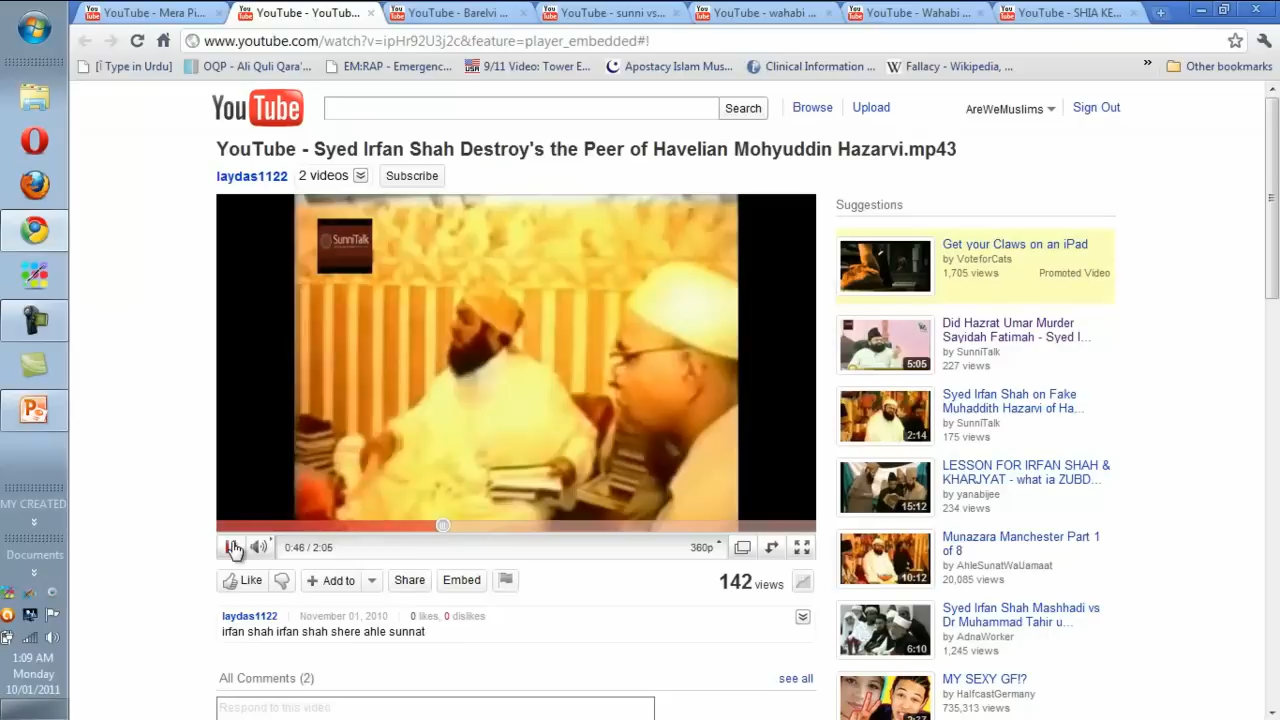 YouTube - Mera Pi...
YouTube - YouTub...
YouTube - Barelvi ...
YouTube - sunni vs...
YouTube - wahabi ...
YouTube - Wahabi ...
YouTube - SHIA KE...
www.youtube.com/watch?v=ipHr92U3j2c&feature=player_embedded#!
[ Type in Urdu]
OQP - Ali Quli Qara'...
EM:RAP - Emergenc...
9/11 Video: Tower E...
Apostacy Islam Mus...
Clinical Information ...
Fallacy - Wikipedia, ...
Other bookmarks
YouTube
Search
Browse
Upload
AreWeMuslims
Sign Out
YouTube - Syed Irfan Shah Destroy's the Peer of Havelian Mohyuddin Hazarvi.mp43
laydas1122
2 videos
Subscribe
SunniTalk
0:46 / 2:05
360p
Like
Add to
Share
Embed
142 views
laydas1122
November 01, 2010
0 likes, 0 dislikes
irfan shah irfan shah shere ahle sunnat
All Comments (2)
see all
Respond to this video
Suggestions
Get your Claws on an iPad
by VoteforCats
1,705 views
Promoted Video
Did Hazrat Umar Murder
Sayidah Fatimah - Syed I...
by SunniTalk
227 views
5:05
Syed Irfan Shah on Fake
Muhaddith Hazarvi of Ha...
by SunniTalk
175 views
2:14
LESSON FOR IRFAN SHAH &
KHARJYAT - what ia ZUBD...
by yanabijee
234 views
15:12
Munazara Manchester Part 1
of 8
by AhleSunatWalJamaat
20,085 views
10:12
Syed Irfan Shah Mashhadi vs
Dr Muhammad Tahir u...
by AdnaWorker
1,245 views
6:10
MY SEXY GF!?
by HalfcastGermany
735,313 views
MY CREATED
Documents
1:09 AM
Monday
10/01/2011